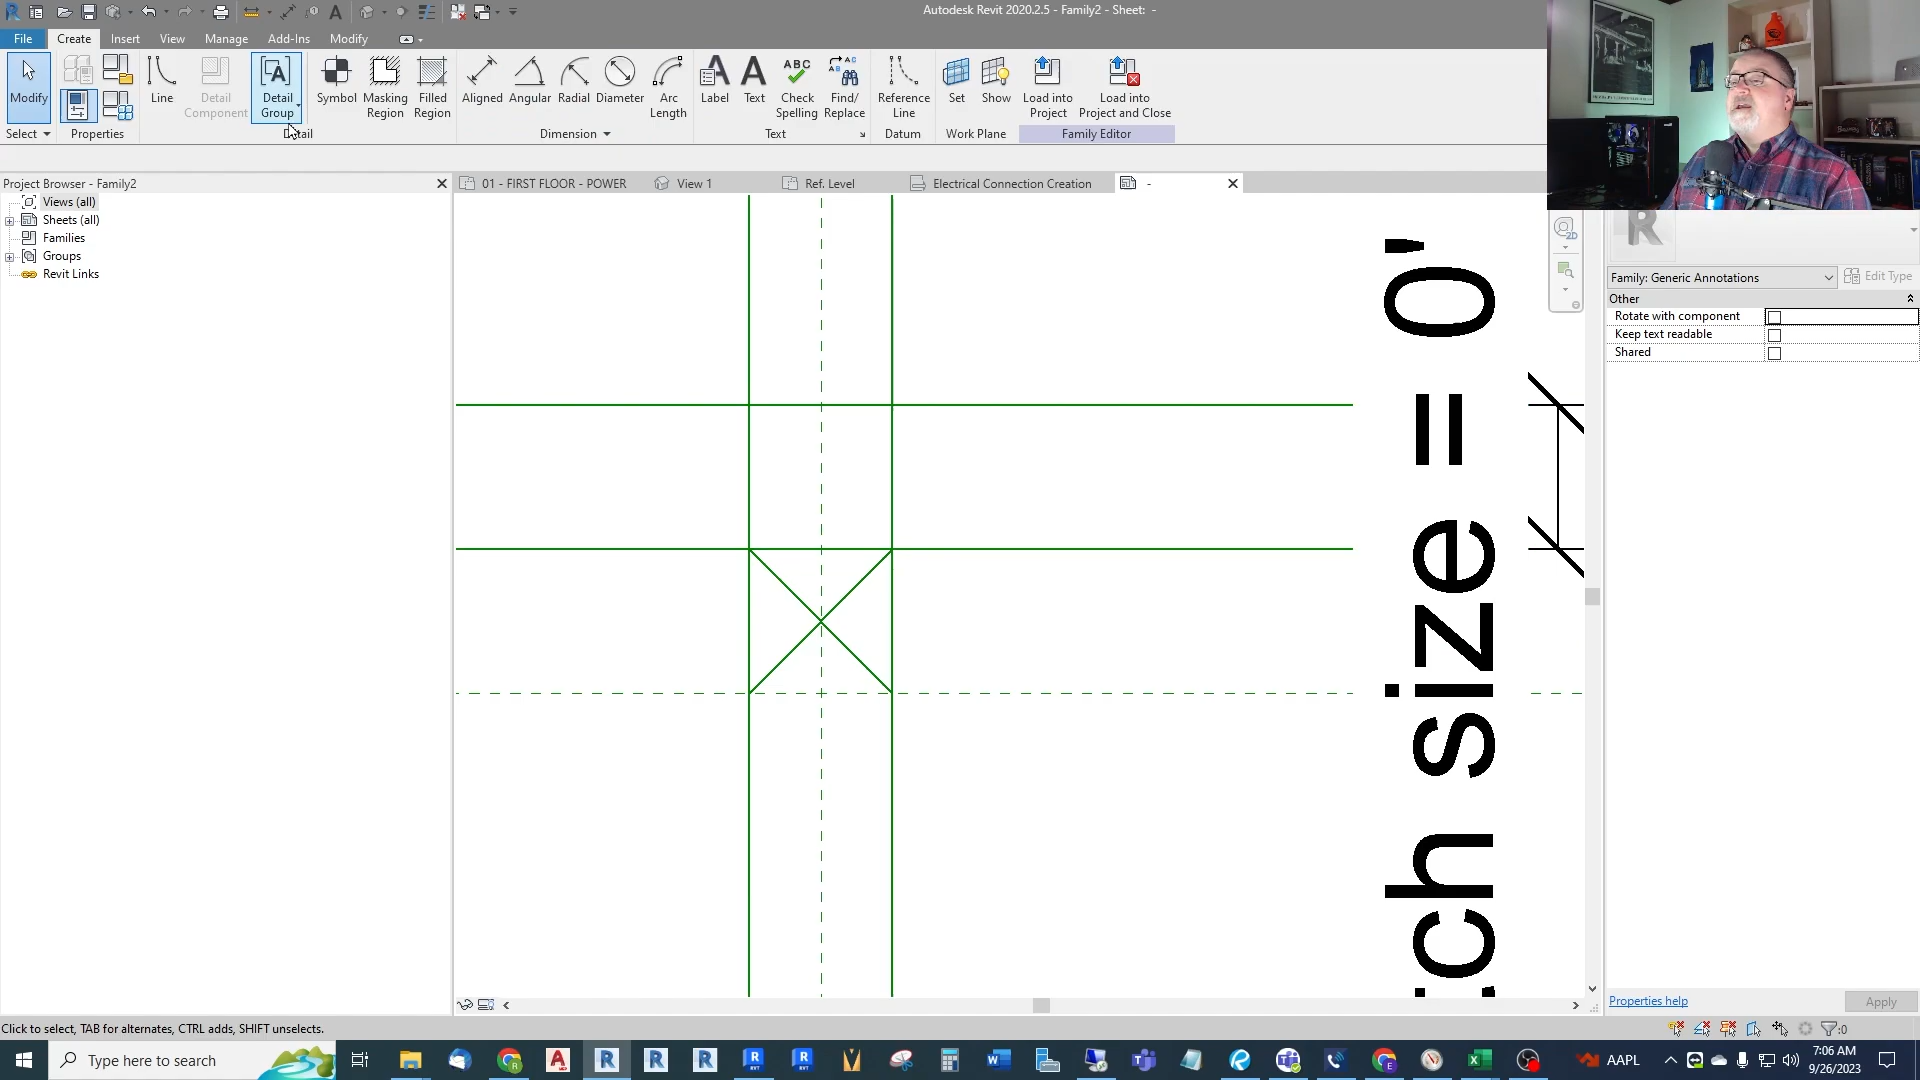 Autodesk Revit 2020.2.5 - Family2 - Sheet: -
File Create Insert View Manage Add-Ins Modify
Modify
Line
Detail Component
Detail Group
Symbol
Masking Region
Filled Region
Aligned
Angular
Radial
Diameter
Arc Length
Label
Text
ABC
Check Spelling
Find/ Replace
Reference Line
Set
Show
Load into Project
Load into Project and Close
Select
Properties
Dimension
Text
Datum
Work Plane
Family Editor
Project Browser - Family2
01 - FIRST FLOOR - POWER
View 1
Ref. Level
Electrical Connection Creation
-
Views (all)
Sheets (all)
Families
Groups
Revit Links
ch size = 0'
2D
Family: Generic Annotations
Edit Type
Other
Rotate with component
Keep text readable
Shared
Properties help
Apply
Click to select, TAB for alternates, CTRL adds, SHIFT unselects.
:0
Type here to search
AAPL
7:06 AM
9/26/2023